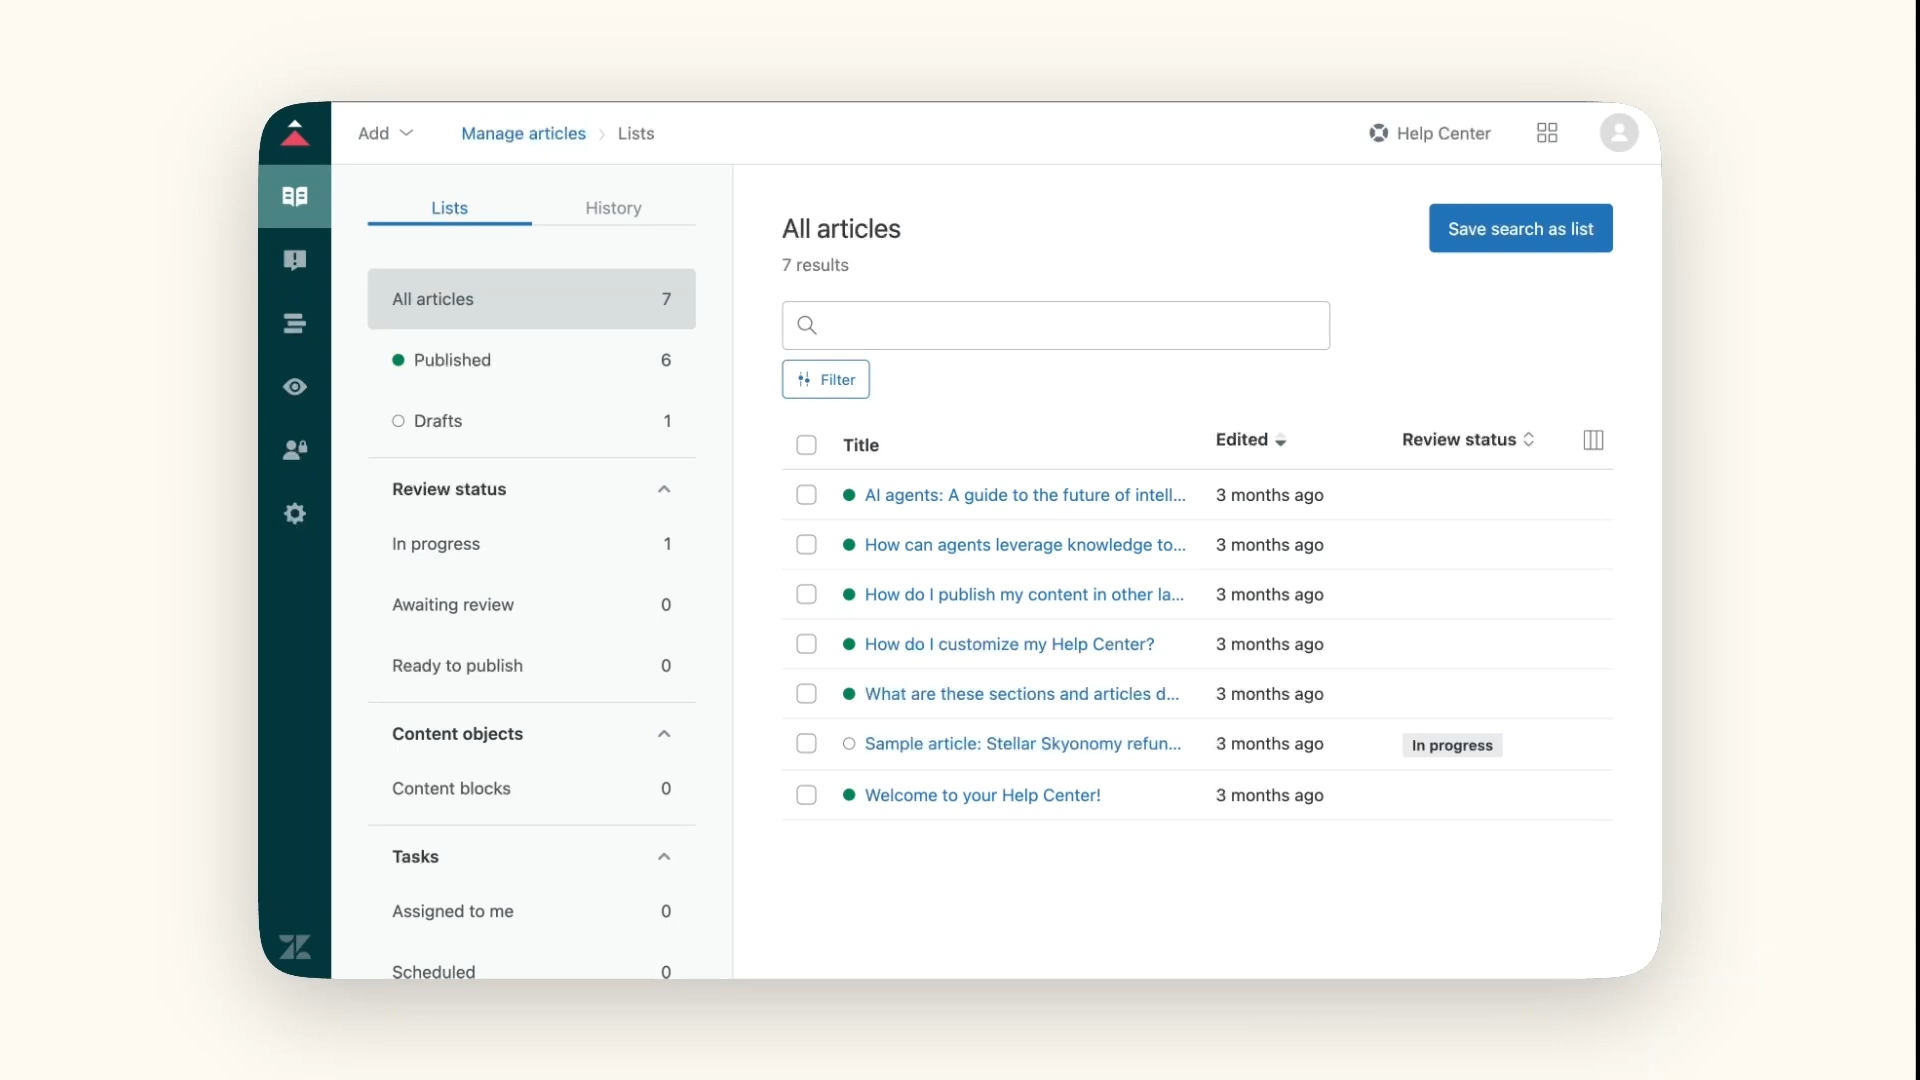 Add
Manage articles
Lists
Help Center
Lists
History
All articles 7
Published 6
Drafts 1
Review status
In progress 1
Awaiting review 0
Ready to publish 0
Content objects
Content blocks 0
Tasks
Assigned to me 0
Scheduled 0
All articles
7 results
Save search as list
Filter
Title Edited Review status
AI agents: A guide to the future of intell... 3 months ago
How can agents leverage knowledge to... 3 months ago
How do I publish my content in other la... 3 months ago
How do I customize my Help Center? 3 months ago
What are these sections and articles d... 3 months ago
Sample article: Stellar Skyonomy refun... 3 months ago In progress
Welcome to your Help Center! 3 months ago